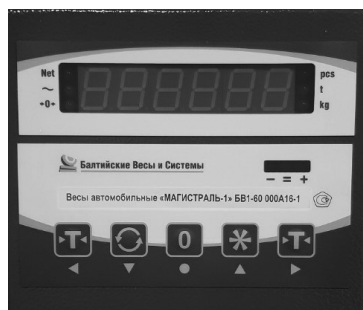 Net pcs
~ t
→0← kg
Балтийские Весы и Системы
− = +
Весы автомобильные «МАГИСТРАЛЬ-1» БВ1-60 000А16-1
▸T◂ 0 * ▸T◂
◀ ▼ ● ▲ ▶